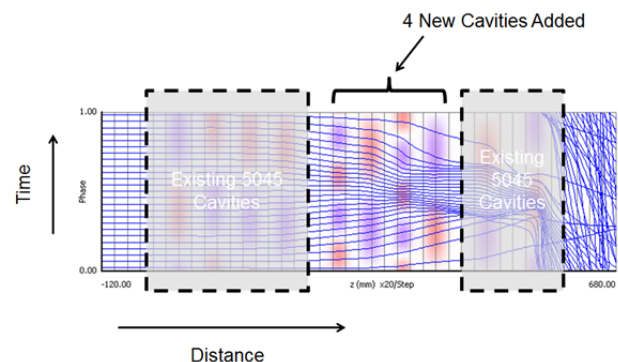 4 New Cavities Added
1.00
Time
Phase
Existing 5045
Cavities
Existing
5045
Cavities
0.00
-120.00
z (mm) x20/Step
680.00
Distance